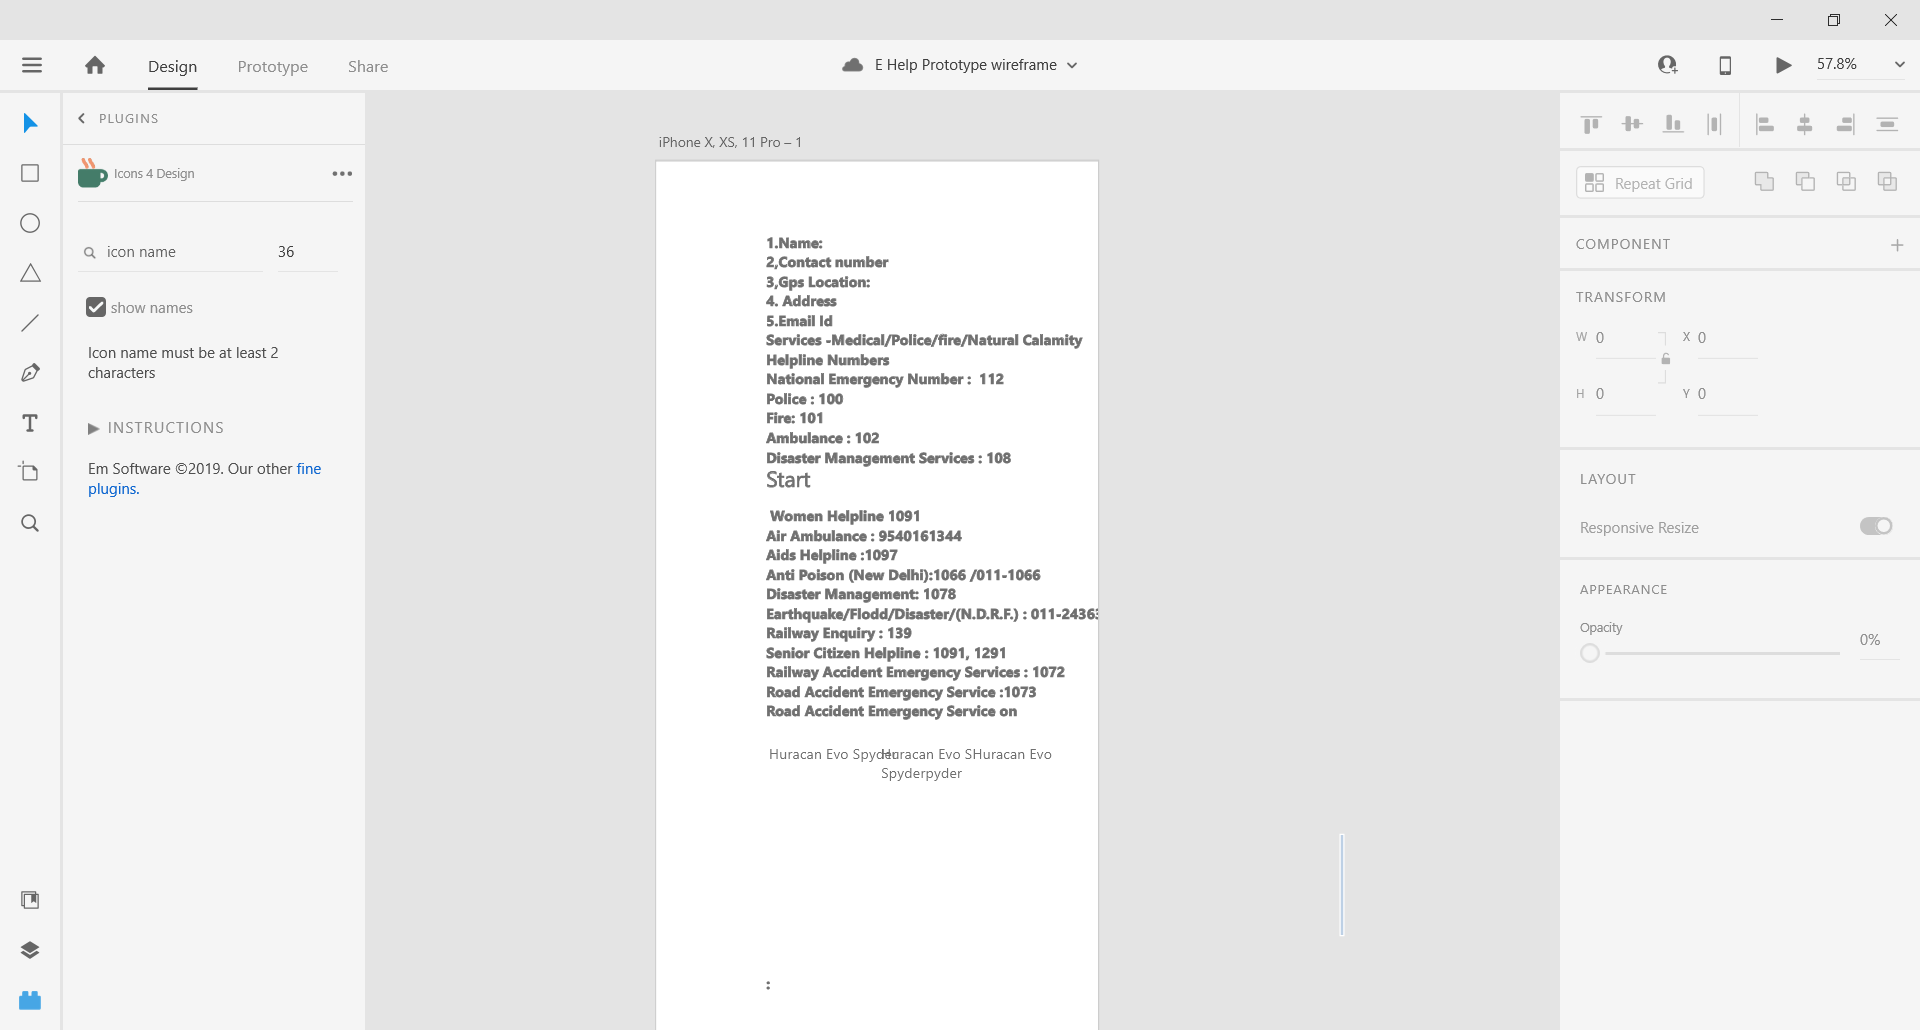 Design Prototype Share
E Help Prototype wireframe
57.8%
PLUGINS
Icons 4 Design
icon name 36
show names
Icon name must be at least 2
characters
INSTRUCTIONS
Em Software ©2019. Our other fine
plugins.
iPhone X, XS, 11 Pro – 1
1.Name:
2,Contact number
3,Gps Location:
4. Address
5.Email Id
Services -Medical/Police/fire/Natural Calamity
Helpline Numbers
National Emergency Number : 112
Police : 100
Fire: 101
Ambulance : 102
Disaster Management Services : 108
Start
Women Helpline 1091
Air Ambulance : 9540161344
Aids Helpline :1097
Anti Poison (New Delhi):1066 /011-1066
Disaster Management: 1078
Earthquake/Flodd/Disaster/(N.D.R.F.) : 011-24363
Railway Enquiry : 139
Senior Citizen Helpline : 1091, 1291
Railway Accident Emergency Services : 1072
Road Accident Emergency Service :1073
Road Accident Emergency Service on
Huracan Evo Spyder
Huracan Evo SHuracan Evo
Spyderpyder
:
Repeat Grid
COMPONENT
TRANSFORM
W 0 X 0
H 0 Y 0
LAYOUT
Responsive Resize
APPEARANCE
Opacity
0%